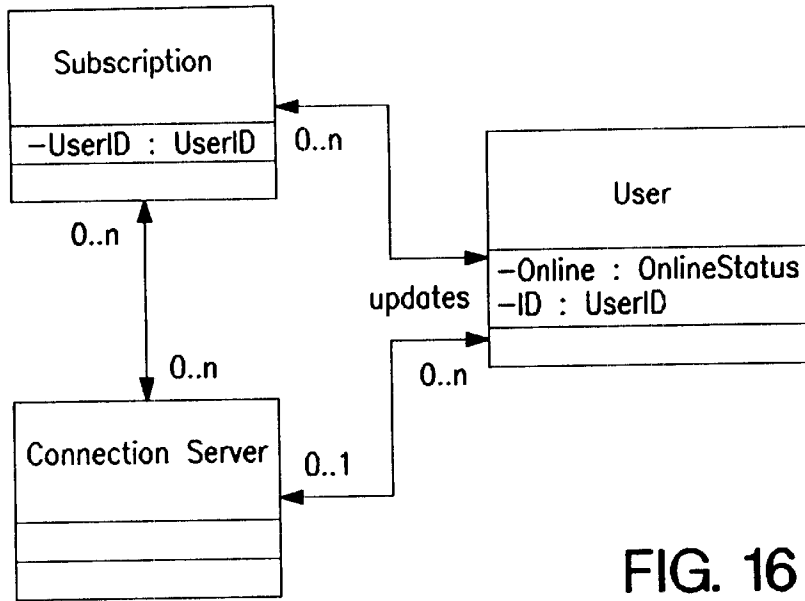 Subscription
-UserID : UserID
0..n
0..n
User
-Online : OnlineStatus
-ID : UserID
updates
0..n
0..n
Connection Server
0..1
FIG. 16